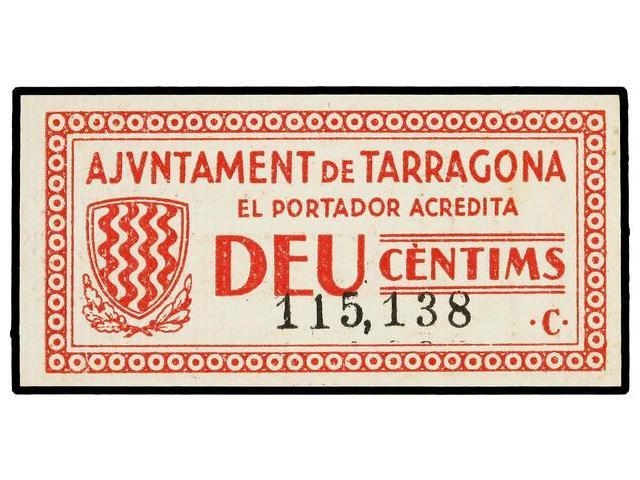 AJVNTAMENT DE TARRAGONA
EL PORTADOR ACREDITA
DEU CÈNTIMS
115,138
·C·